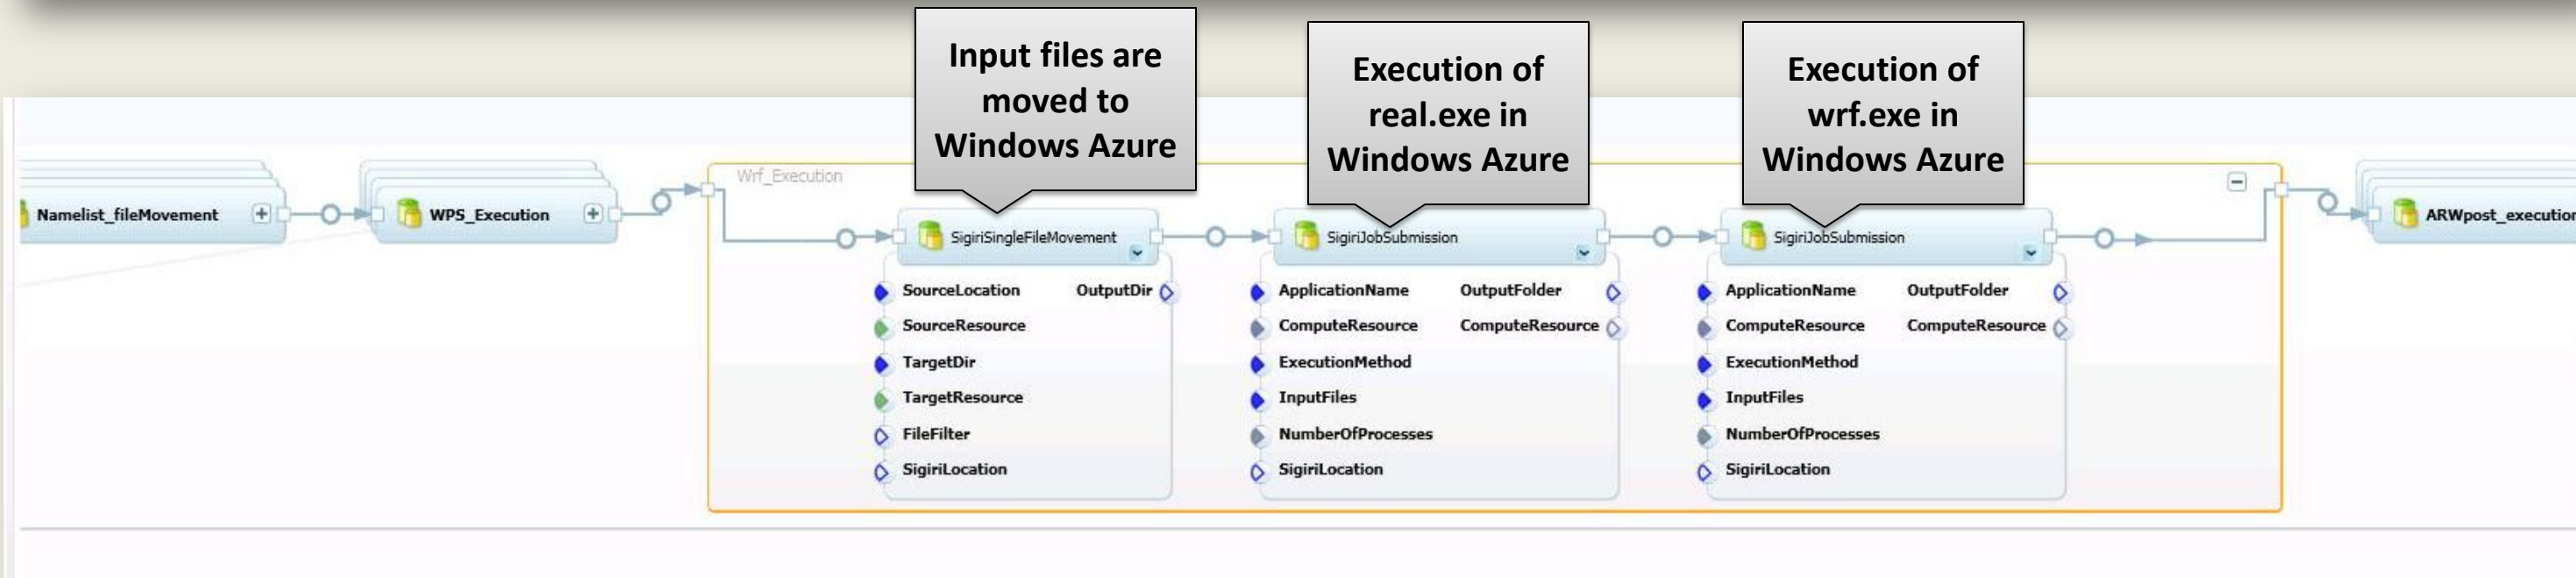 Input files are
moved to
Windows Azure
Execution of
real.exe in
Windows Azure
Execution of
wrf.exe in
Windows Azure
Wrf_Execution
Namelist_fileMovement
WPS_Execution
SigiriSingleFileMovement
SigiriJobSubmission
SigiriJobSubmission
ARWpost_execution
SourceLocation OutputDir
SourceResource
TargetDir
TargetResource
FileFilter
SigiriLocation
ApplicationName OutputFolder
ComputeResource ComputeResource
ExecutionMethod
InputFiles
NumberOfProcesses
SigiriLocation
ApplicationName OutputFolder
ComputeResource ComputeResource
ExecutionMethod
InputFiles
NumberOfProcesses
SigiriLocation